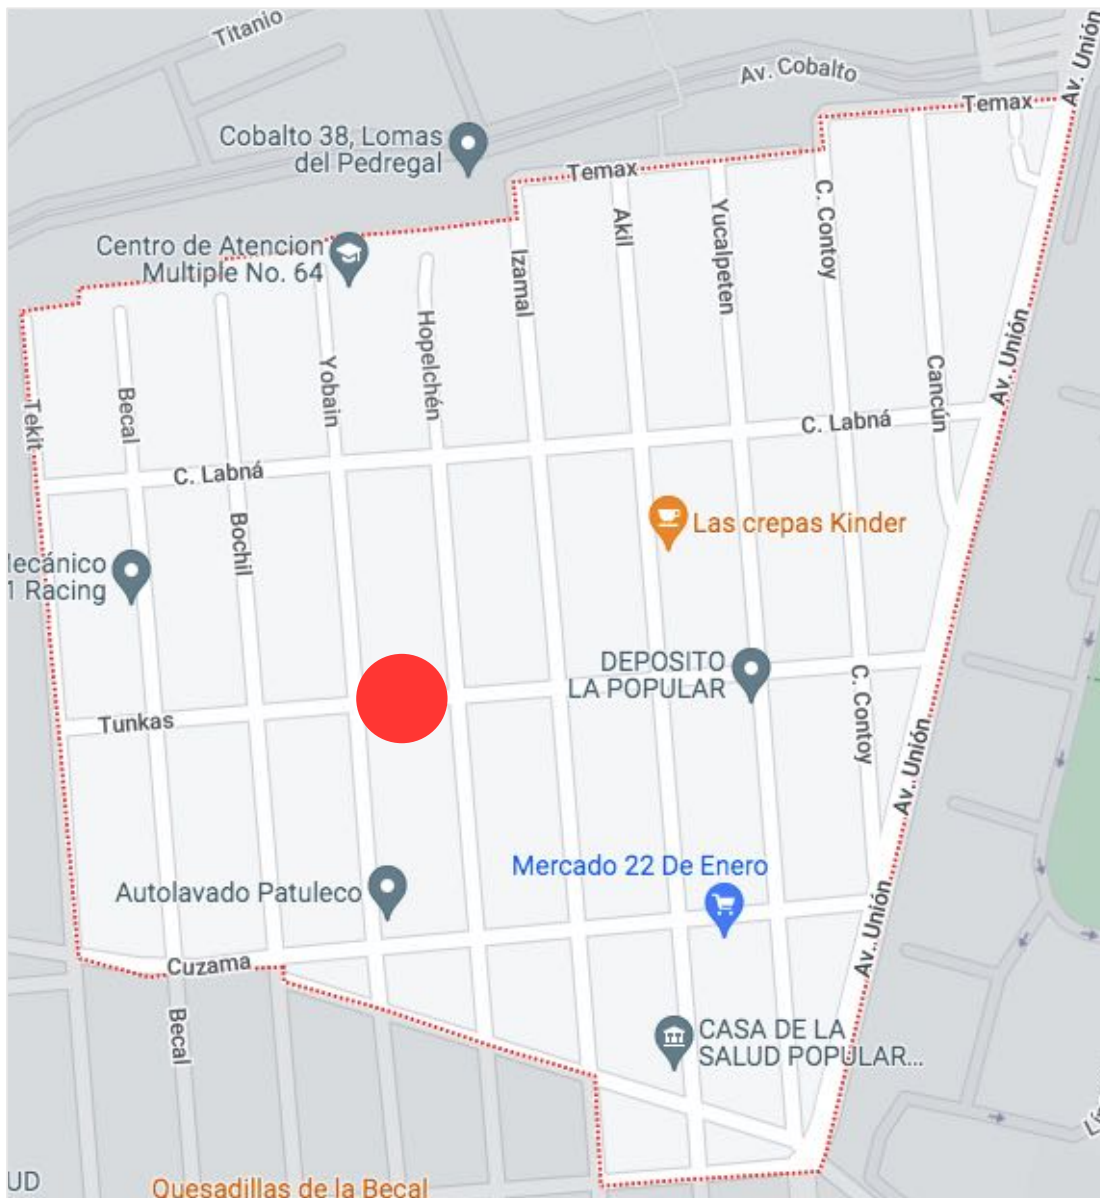 Titanio
Av. Cobalto
Av. Unión
Temax
Cobalto 38, Lomas
del Pedregal
Temax
Akil
Yucalpeten
C. Contoy
Centro de Atencion
Multiple No. 64
Izamal
Hopelchén
Av. Unión
Yobain
Becal
Tekit
Cancún
C. Labná
C. Labná
Bochil
Las crepas Kinder
1 Racing
DEPOSITO
LA POPULAR
C. Contoy
Tunkas
Av. Unión
Mercado 22 De Enero
Autolavado Patuleco
Av. Unión
Cuzama
Becal
CASA DE LA
SALUD POPULAR...
UD
Quesadillas de la Becal